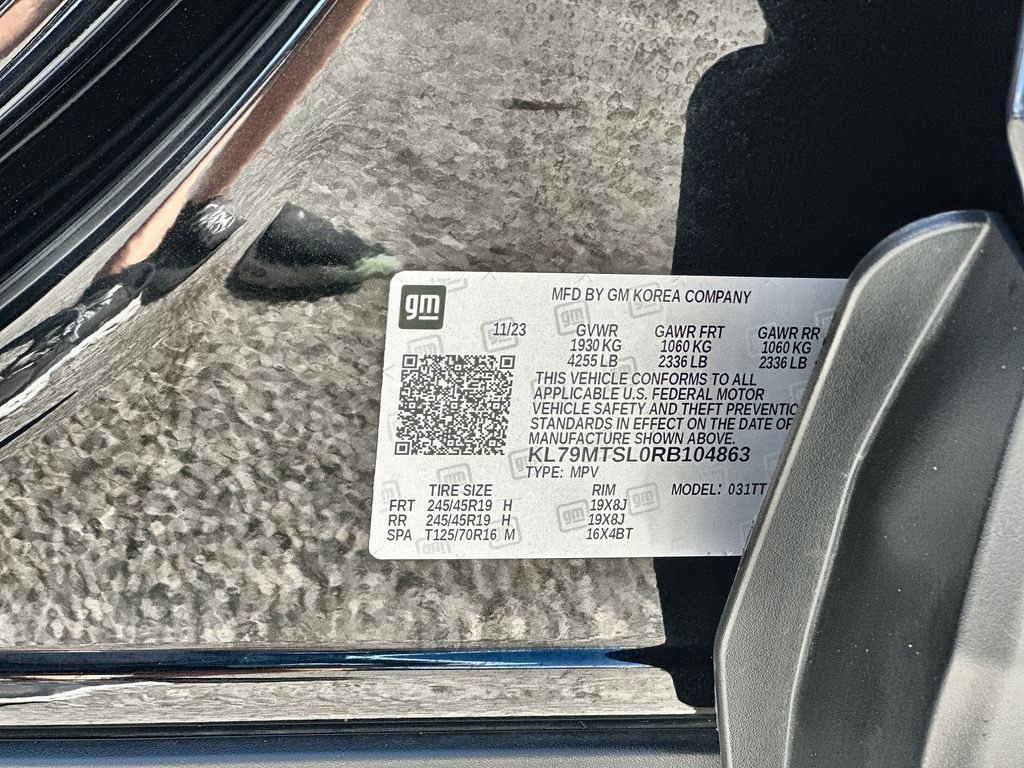 gm
MFD BY GM KOREA COMPANY
11/23 GVWR GAWR FRT GAWR RR
1930 KG 1060 KG 1060 KG
4255 LB 2336 LB 2336 LB
THIS VEHICLE CONFORMS TO ALL
APPLICABLE U.S. FEDERAL MOTOR
VEHICLE SAFETY AND THEFT PREVENTIO
STANDARDS IN EFFECT ON THE DATE OF
MANUFACTURE SHOWN ABOVE.
KL79MTSL0RB104863
TYPE: MPV
TIRE SIZE RIM MODEL: 031TT
FRT 245/45R19 H 19X8J
RR 245/45R19 H 19X8J
SPA T125/70R16 M 16X4BT